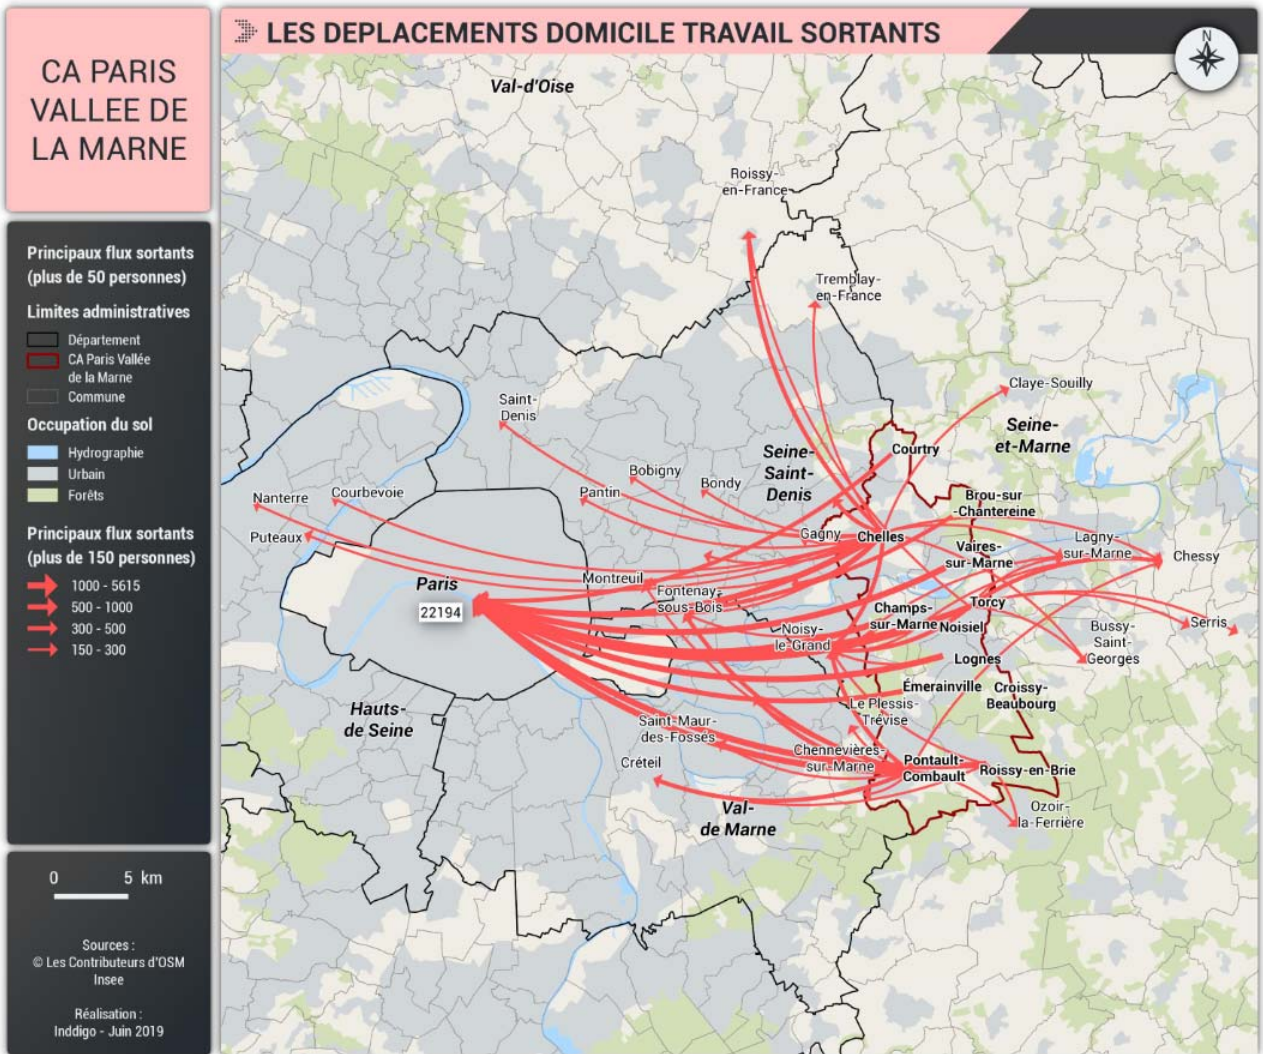 CA PARIS
VALLEE DE
LA MARNE
LES DEPLACEMENTS DOMICILE TRAVAIL SORTANTS
N
Principaux flux sortants
(plus de 50 personnes)
Limites administratives
Département
CA Paris Vallée
de la Marne
Commune
Occupation du sol
Hydrographie
Urbain
Forêts
Principaux flux sortants
(plus de 150 personnes)
1000 - 5615
500 - 1000
300 - 500
150 - 300
0 5 km
Sources :
© Les Contributeurs d'OSM
Insee
Réalisation :
Inddigo - Juin 2019
Val-d'Oise
Roissy-
en-France
Tremblay-
en-France
Claye-Souilly
Saint-
Denis
Seine-
et-Marne
Seine-
Saint-
Denis
Courtry
Bobigny
Bondy
Pantin
Nanterre
Courbevoie
Brou-sur
-Chantereine
Puteaux
Gagny
Chelles
Vaires-
sur-Marne
Lagny-
sur-Marne
Chessy
Paris
22194
Montreuil
Fontenay-
sous-Bois
Torcy
Champs-
sur-Marne
Noisiel
Noisy-
le-Grand
Bussy-
Saint-
Georges
Serris
Lognes
Émerainville
Croissy-
Beaubourg
Le Plessis-
Trévise
Hauts-
de Seine
Saint-Maur-
des-Fossés
Créteil
Chennevières-
sur-Marne
Pontault-
Combault
Roissy-en-Brie
Val-
de Marne
Ozoir-
la-Ferrière